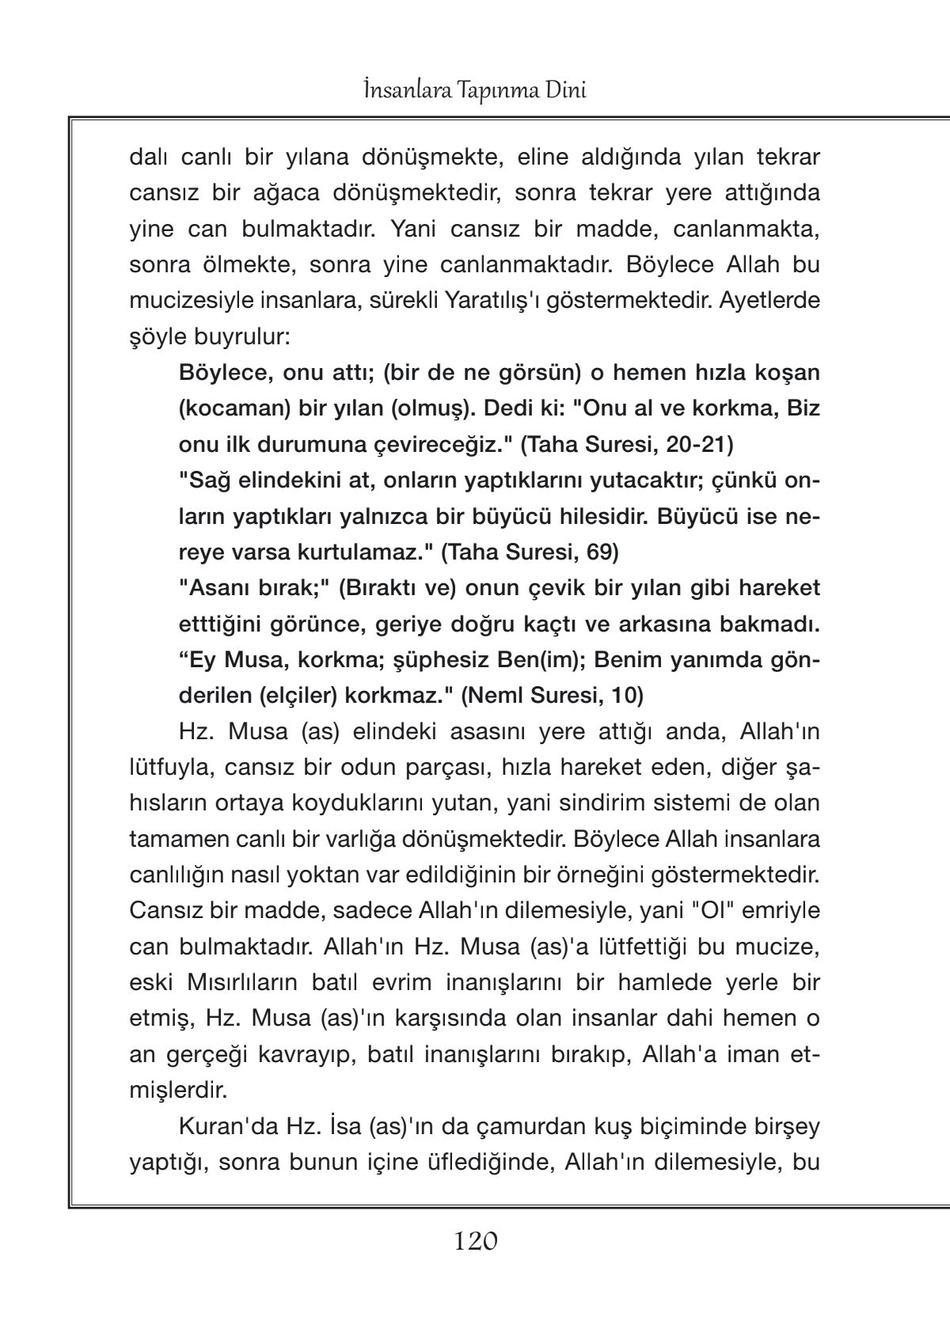 İnsanlara Tapınma Dini
dalı canlı bir yılana dönüşmekte, eline aldığında yılan tekrar
cansız bir ağaca dönüşmektedir, sonra tekrar yere attığında
yine can bulmaktadır. Yani cansız bir madde, canlanmakta,
sonra ölmekte, sonra yine canlanmaktadır. Böylece Allah bu
mucizesiyle insanlara, sürekli Yaratılış'ı göstermektedir. Ayetlerde
şöyle buyrulur:
Böylece, onu attı; (bir de ne görsün) o hemen hızla koşan
(kocaman) bir yılan (olmuş). Dedi ki: "Onu al ve korkma, Biz
onu ilk durumuna çevireceğiz." (Taha Suresi, 20-21)
"Sağ elindekini at, onların yaptıklarını yutacaktır; çünkü on-
ların yaptıkları yalnızca bir büyücü hilesidir. Büyücü ise ne-
reye varsa kurtulamaz." (Taha Suresi, 69)
"Asanı bırak;" (Bıraktı ve) onun çevik bir yılan gibi hareket
etttiğini görünce, geriye doğru kaçtı ve arkasına bakmadı.
“Ey Musa, korkma; şüphesiz Ben(im); Benim yanımda gön-
derilen (elçiler) korkmaz." (Neml Suresi, 10)
Hz. Musa (as) elindeki asasını yere attığı anda, Allah'ın
lütfuyla, cansız bir odun parçası, hızla hareket eden, diğer şa-
hısların ortaya koyduklarını yutan, yani sindirim sistemi de olan
tamamen canlı bir varlığa dönüşmektedir. Böylece Allah insanlara
canlılığın nasıl yoktan var edildiğinin bir örneğini göstermektedir.
Cansız bir madde, sadece Allah'ın dilemesiyle, yani "Ol" emriyle
can bulmaktadır. Allah'ın Hz. Musa (as)'a lütfettiği bu mucize,
eski Mısırlıların batıl evrim inanışlarını bir hamlede yerle bir
etmiş, Hz. Musa (as)'ın karşısında olan insanlar dahi hemen o
an gerçeği kavrayıp, batıl inanışlarını bırakıp, Allah'a iman et-
mişlerdir.
Kuran'da Hz. İsa (as)'ın da çamurdan kuş biçiminde birşey
yaptığı, sonra bunun içine üflediğinde, Allah'ın dilemesiyle, bu
120